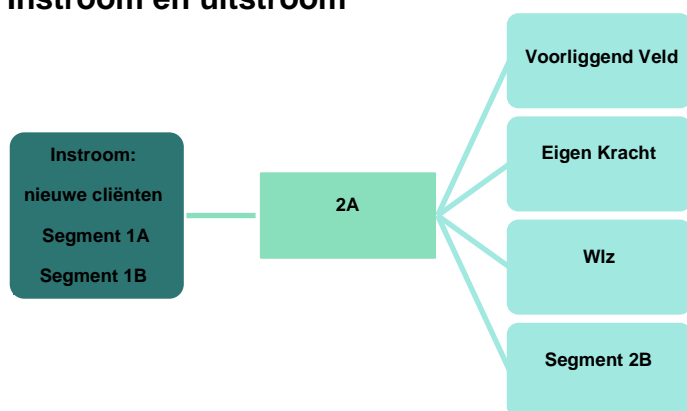 Instroom en uitstroom
Voorliggend Veld
Instroom:
nieuwe cliënten
Segment 1A
Segment 1B
2A
Eigen Kracht
Wlz
Segment 2B